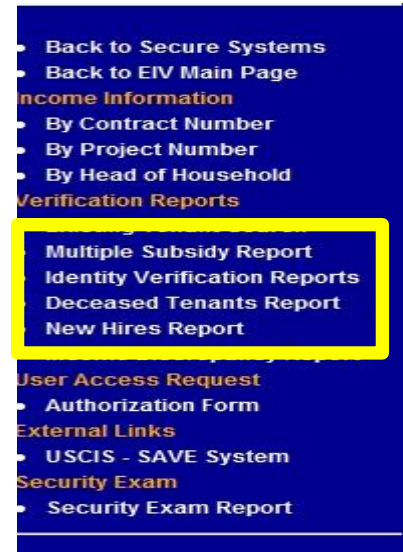 Back to Secure Systems
Back to EIV Main Page
Income Information
By Contract Number
By Project Number
By Head of Household
Verification Reports
Multiple Subsidy Report
Identity Verification Reports
Deceased Tenants Report
New Hires Report
User Access Request
Authorization Form
External Links
USCIS - SAVE System
Security Exam
Security Exam Report